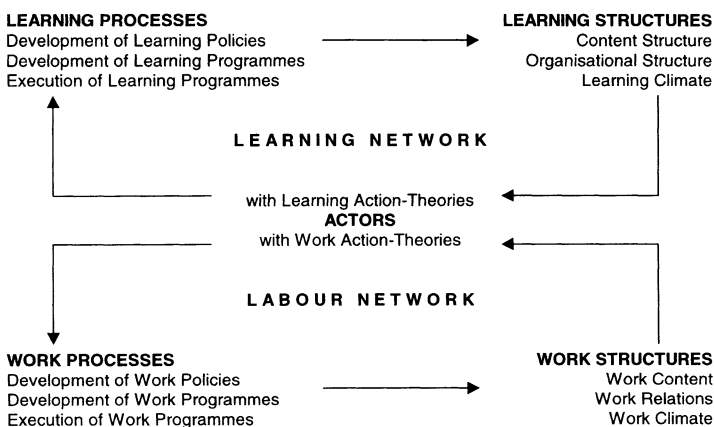 LEARNING PROCESSES
Development of Learning Policies
Development of Learning Programmes
Execution of Learning Programmes
LEARNING STRUCTURES
Content Structure
Organisational Structure
Learning Climate
LEARNING NETWORK
with Learning Action-Theories
ACTORS
with Work Action-Theories
LABOUR NETWORK
WORK PROCESSES
Development of Work Policies
Development of Work Programmes
Execution of Work Programmes
WORK STRUCTURES
Work Content
Work Relations
Work Climate